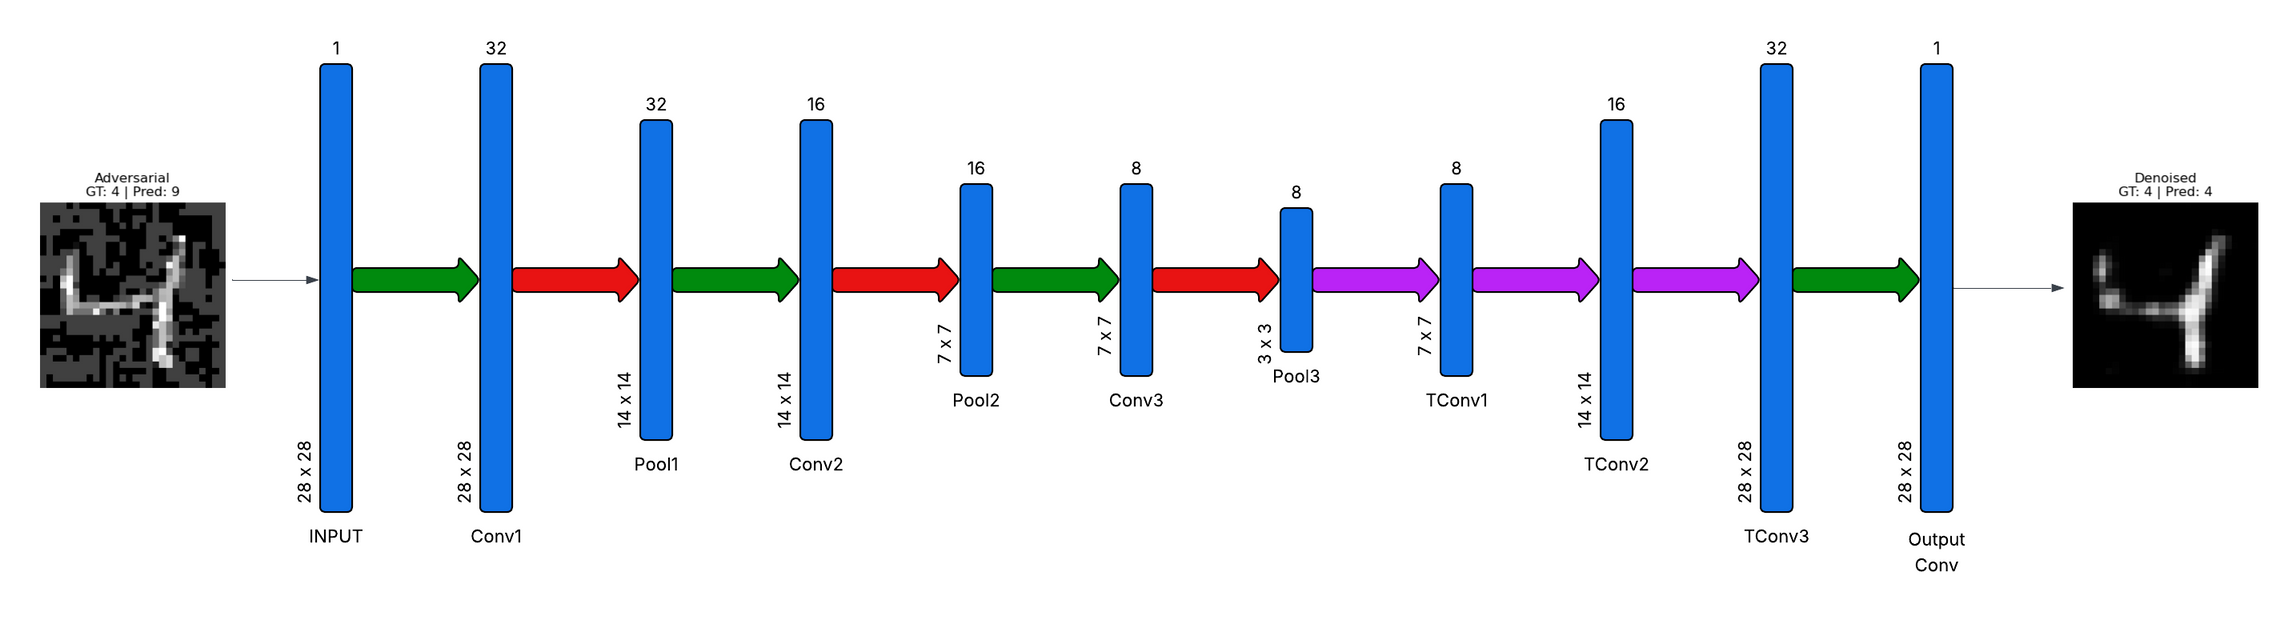 Adversarial
GT: 4 | Pred: 9
1
28 x 28
INPUT
32
28 x 28
Conv1
32
14 x 14
Pool1
16
14 x 14
Conv2
16
7 x 7
Pool2
8
7 x 7
Conv3
8
3 x 3
Pool3
8
7 x 7
TConv1
16
14 x 14
TConv2
32
28 x 28
TConv3
1
28 x 28
Output
Conv
Denoised
GT: 4 | Pred: 4